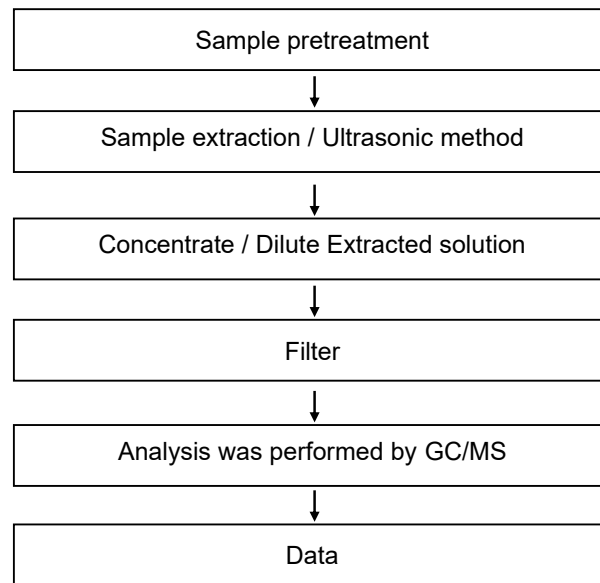 Sample pretreatment
Sample extraction / Ultrasonic method
Concentrate / Dilute Extracted solution
Filter
Analysis was performed by GC/MS
Data